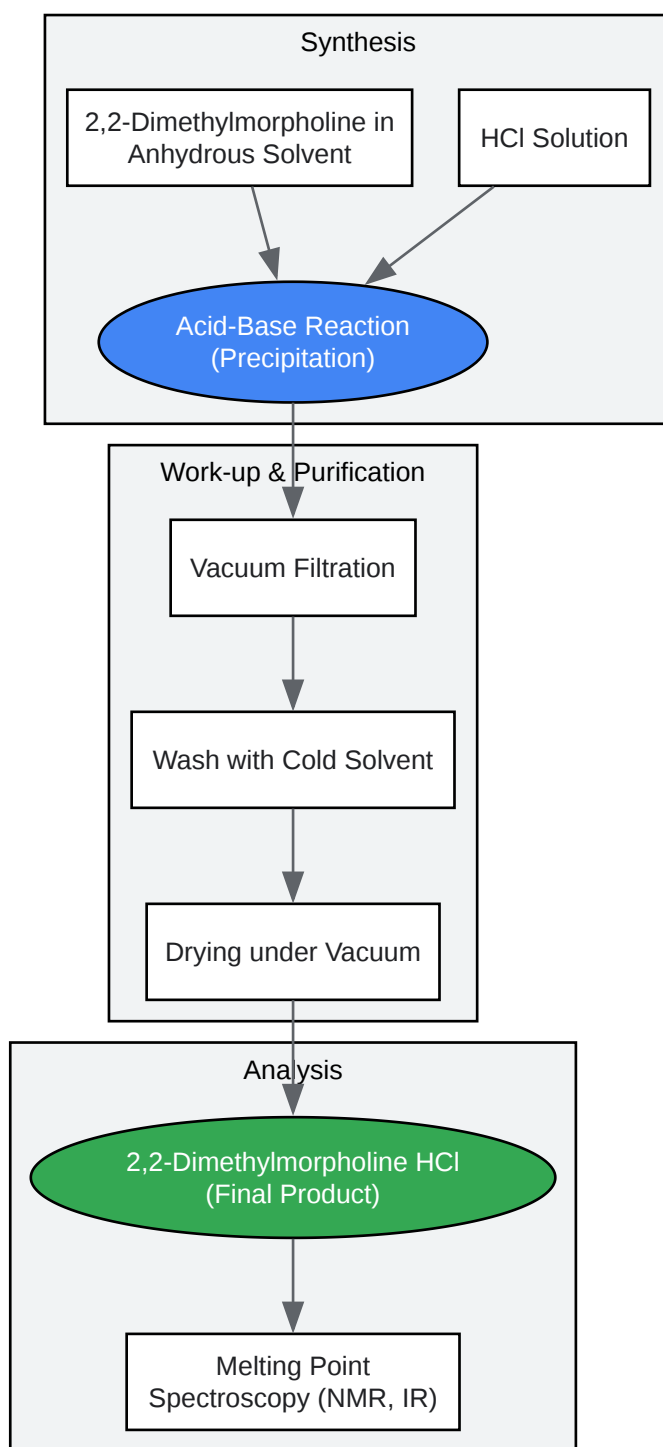 Synthesis
2,2-Dimethylmorpholine in
Anhydrous Solvent
HCl Solution
Acid-Base Reaction
(Precipitation)
Work-up & Purification
Vacuum Filtration
Wash with Cold Solvent
Drying under Vacuum
Analysis
2,2-Dimethylmorpholine HCl
(Final Product)
Melting Point
Spectroscopy (NMR, IR)